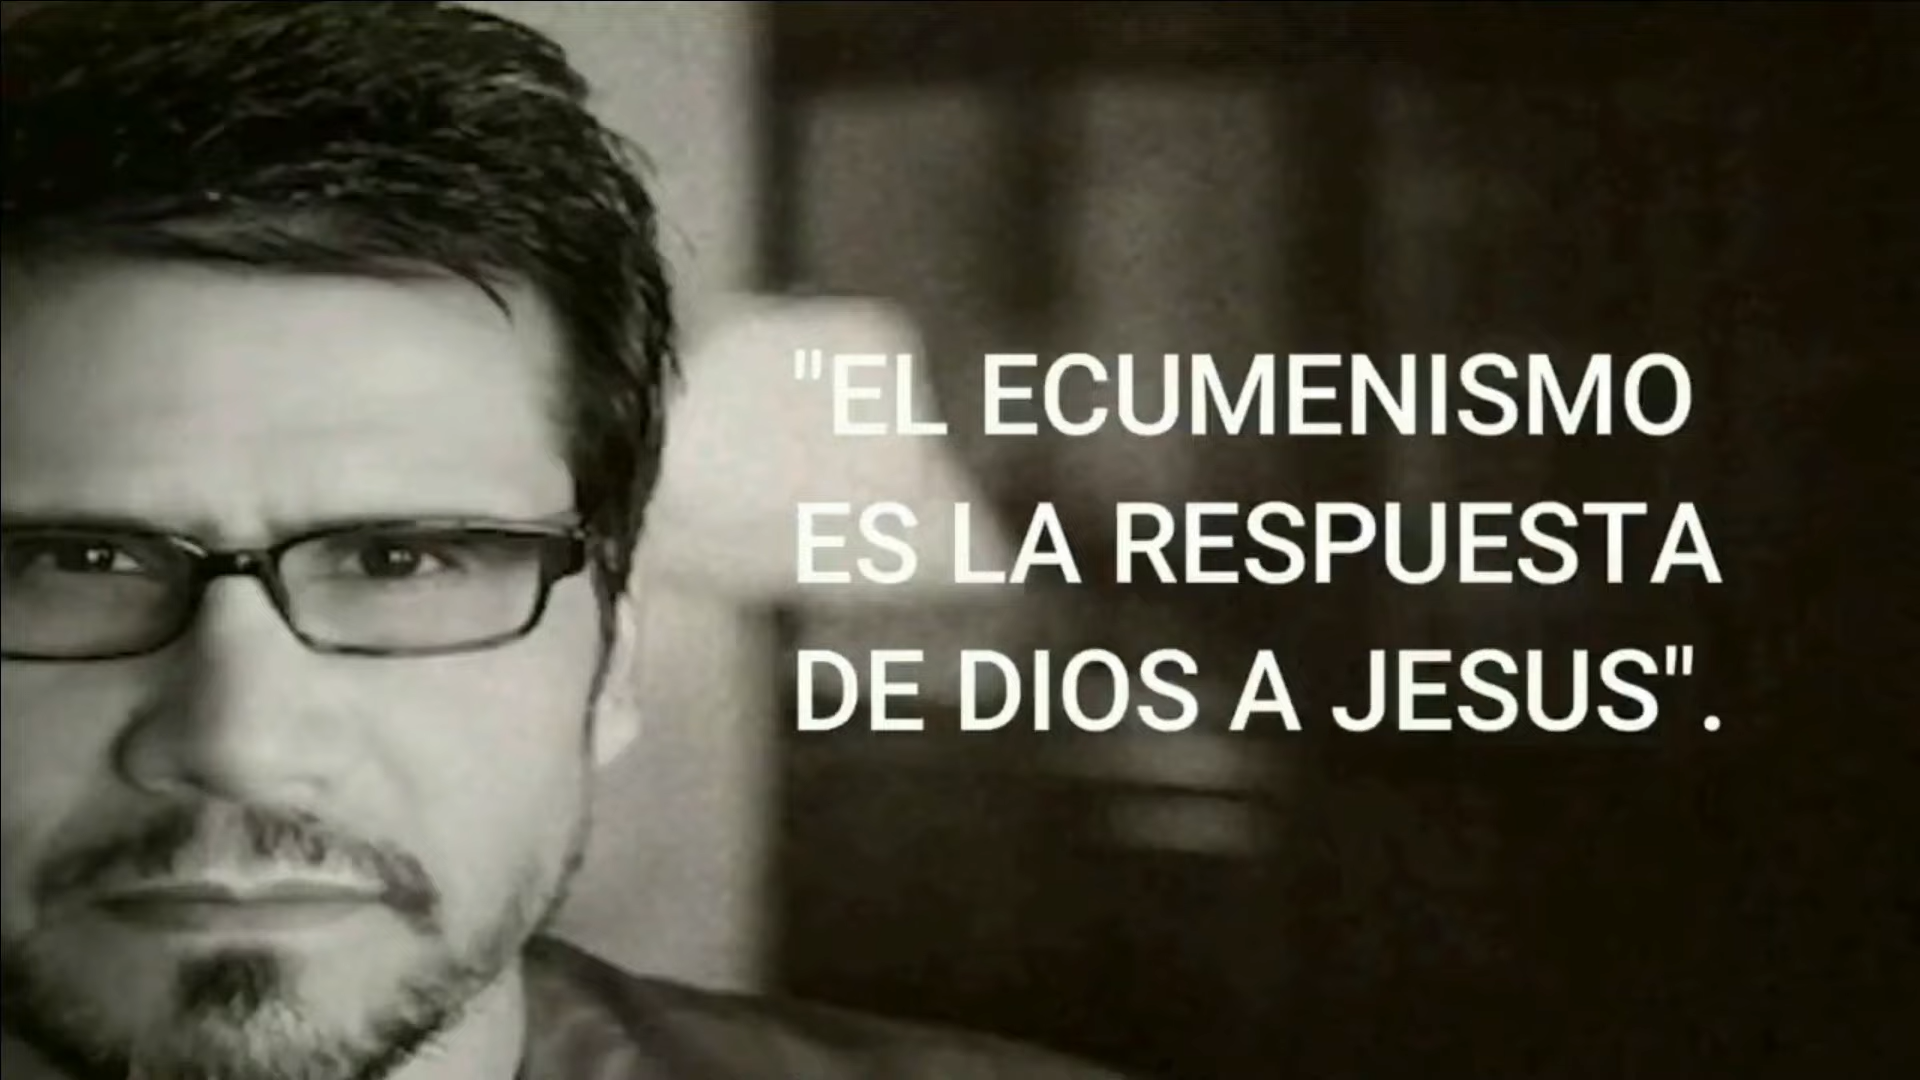 "EL ECUMENISMO
ES LA RESPUESTA
DE DIOS A JESUS".